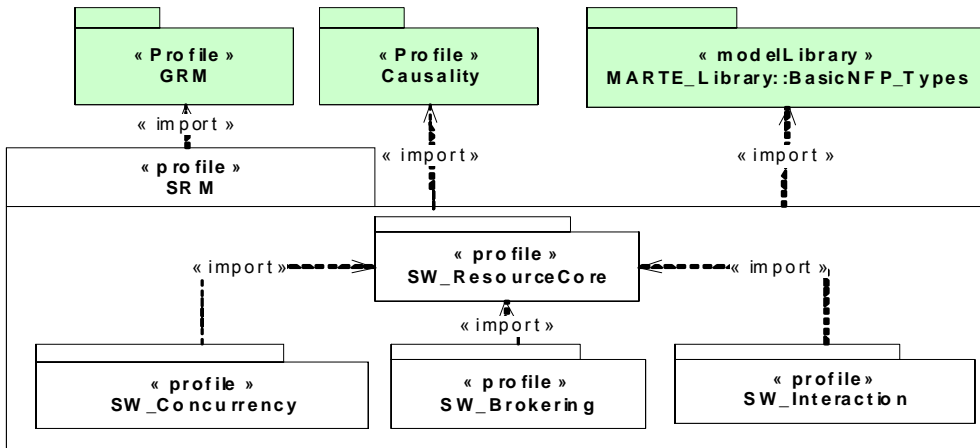 « Profile »
GRM
« Profile »
Causality
« modelLibrary »
MARTE_Library::BasicNFP_Types
« import »
« import »
« import »
« profile »
SRM
« profile »
SW_ResourceCore
« import »
« import »
« import »
« profile »
SW_Concurrency
« profile »
SW_Brokering
« profile»
SW_Interaction